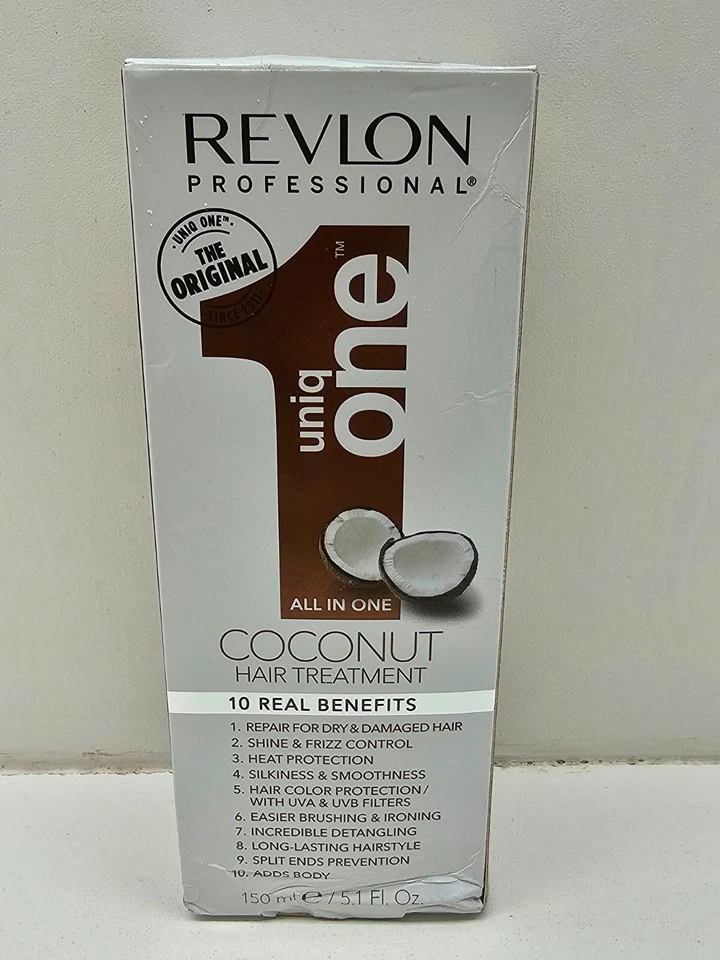 REVLON
PROFESSIONAL®
UNIQ ONE™
THE
ORIGINAL
SINCE 2011
uniq
one™
ALL IN ONE
COCONUT
HAIR TREATMENT
10 REAL BENEFITS
1. REPAIR FOR DRY & DAMAGED HAIR
2. SHINE & FRIZZ CONTROL
3. HEAT PROTECTION
4. SILKINESS & SMOOTHNESS
5. HAIR COLOR PROTECTION/
WITH UVA & UVB FILTERS
6. EASIER BRUSHING & IRONING
7. INCREDIBLE DETANGLING
8. LONG-LASTING HAIRSTYLE
9. SPLIT ENDS PREVENTION
10. ADDS BODY
150 ml e / 5.1 Fl. Oz.